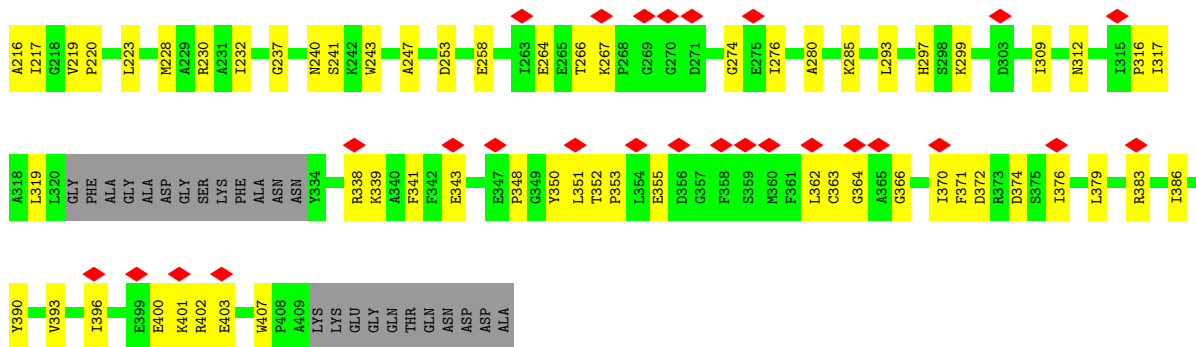 A216 I217 G218 V219 P220 L223 M228 A229 R230 A231 I232 G237 N240 S241 K242 W243 A247 D253 E258 I263 E264 E265 T266 K267 P268 G269 G270 D271 G274 E275 I276 A280 K285 L293 H297 S298 K299 D303 I309 N312 I315 P316 I317
A318 L319 L320 GLY PHE ALA GLY ALA ASP GLY SER LYS PHE ALA ASN ASN Y334 R338 K339 A340 F341 F342 E343 E347 P348 G349 Y350 L351 T352 P353 L354 E355 D356 G357 F358 S359 M360 F361 L362 C363 G364 A365 G366 I370 F371 D372 R373 D374 S375 I376 L379 R383 I386
Y390 V393 I396 E399 E400 K401 R402 E403 W407 P408 A409 LYS LYS GLU GLY GLN THR GLN ASN ASP ASP ALA